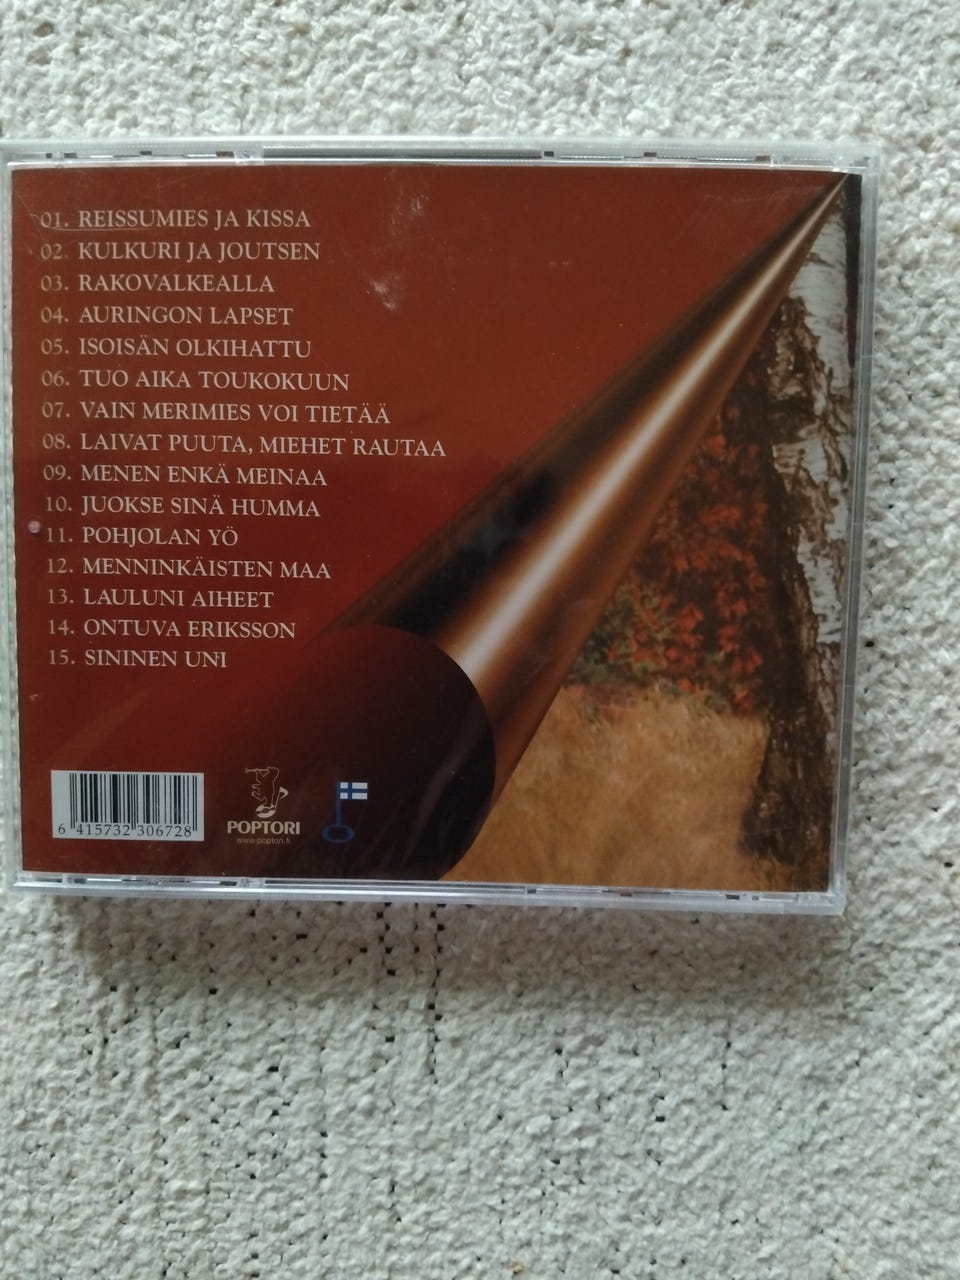 01. REISSUMIES JA KISSA
02. KULKURI JA JOUTSEN
03. RAKOVALKEALLA
04. AURINGON LAPSET
05. ISOISÄN OLKIHATTU
06. TUO AIKA TOUKOKUUN
07. VAIN MERIMIES VOI TIETÄÄ
08. LAIVAT PUUTA, MIEHET RAUTAA
09. MENEN ENKÄ MEINAA
10. JUOKSE SINÄ HUMMA
11. POHJOLAN YÖ
12. MENNINKÄISTEN MAA
13. LAULUNI AIHEET
14. ONTUVA ERIKSSON
15. SININEN UNI
6 415732 306728
POPTORI
www.poptori.fi